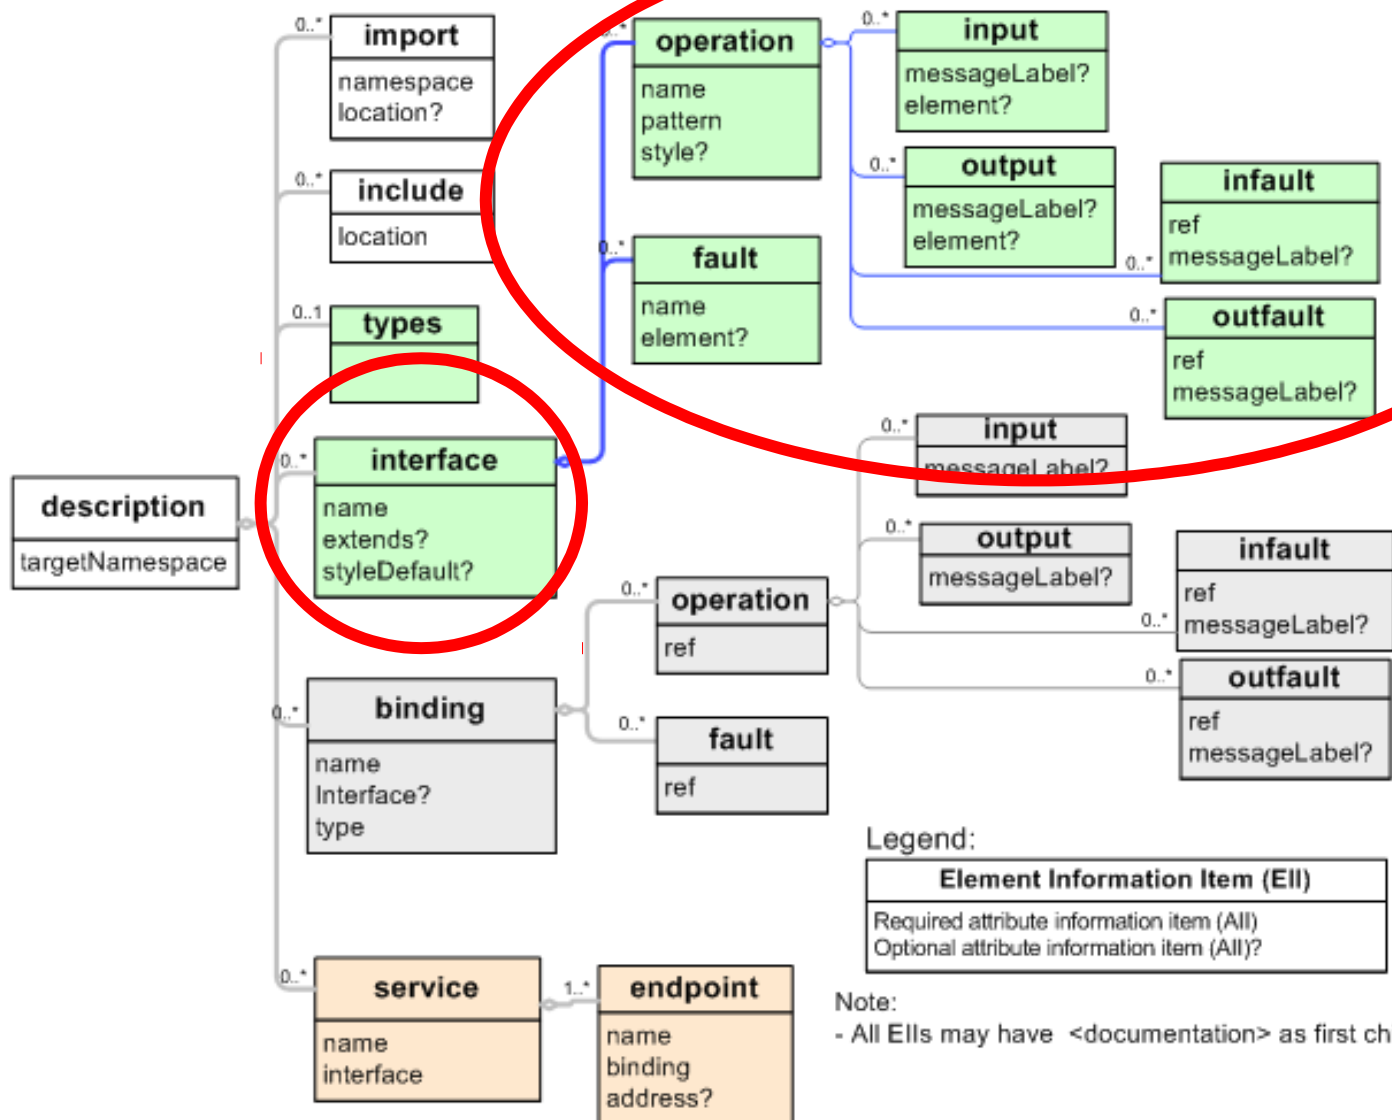 0..*
import
namespace
location?
0..*
include
location
0..1
types
0..*
interface
name
extends?
styleDefault?
description
targetNamespace
0..*
binding
name
Interface?
type
0..*
service
name
interface
1..*
endpoint
name
binding
address?
0..*
operation
name
pattern
style?
0..*
fault
name
element?
0..*
input
messageLabel?
element?
0..*
output
messageLabel?
element?
0..*
infault
ref
messageLabel?
0..*
outfault
ref
messageLabel?
0..*
operation
ref
0..*
fault
ref
0..*
input
messageLabel?
0..*
output
messageLabel?
0..*
infault
ref
messageLabel?
0..*
outfault
ref
messageLabel?
Legend:
Element Information Item (EII)
Required attribute information item (AII)
Optional attribute information item (AII)?
Note:
- All EIIs may have <documentation> as first ch